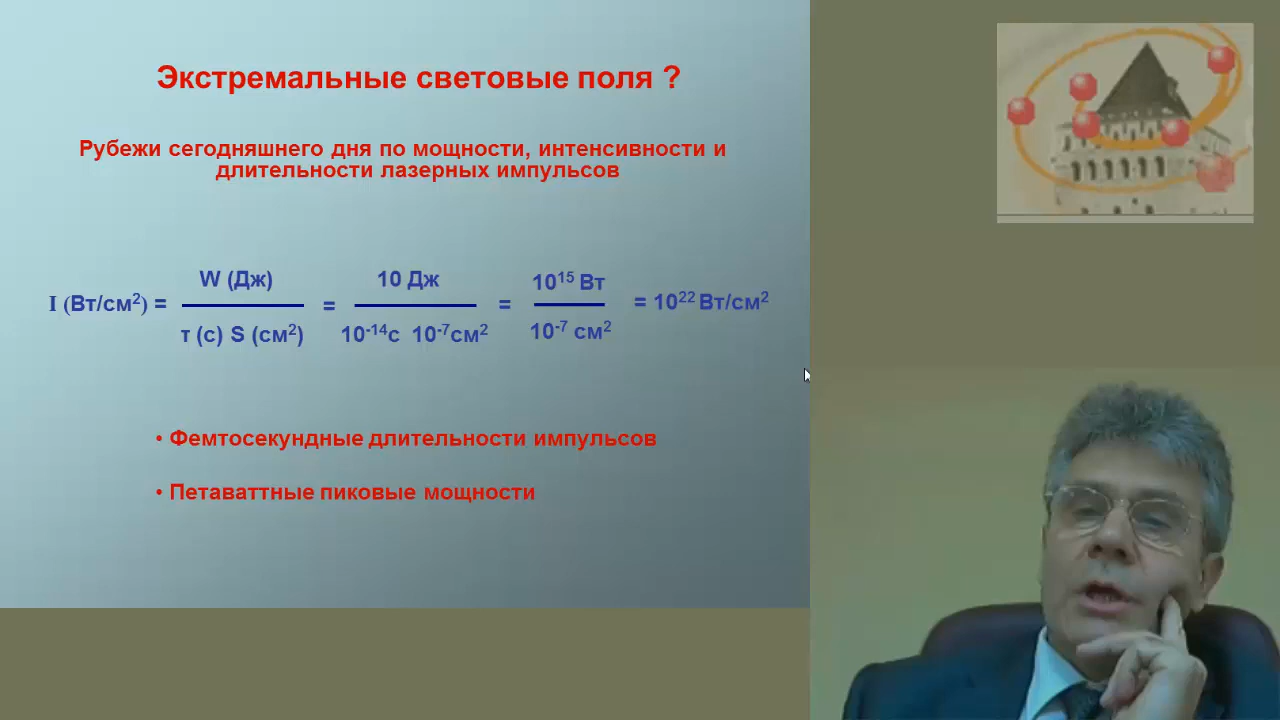 Экстремальные световые поля ?
Рубежи сегодняшнего дня по мощности, интенсивности и
длительности лазерных импульсов
I (Вт/см²) = W (Дж) / τ (с) S (см²) = 10 Дж / 10⁻¹⁴с 10⁻⁷см² = 10¹⁵ Вт / 10⁻⁷ см² = 10²² Вт/см²
• Фемтосекундные длительности импульсов
• Петаваттные пиковые мощности